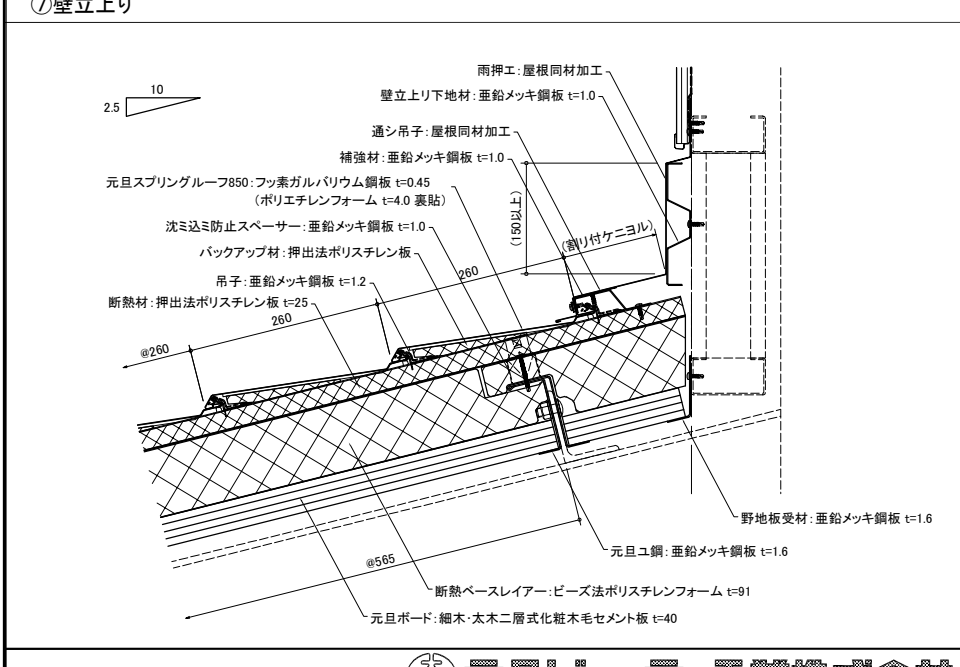 ⑦壁立上り
10
2.5
雨押エ:屋根同材加工
壁立上リ下地材:亜鉛メッキ鋼板 t=1.0
通シ吊子:屋根同材加工
補強材:亜鉛メッキ鋼板 t=1.0
元旦スプリングルーフ850:フッ素ガルバリウム鋼板 t=0.45
(ポリエチレンフォーム t=4.0 裏貼)
沈ミ込ミ防止スペーサー:亜鉛メッキ鋼板 t=1.0
バックアップ材:押出法ポリスチレン板
吊子:亜鉛メッキ鋼板 t=1.2
断熱材:押出法ポリスチレン板 t=25
(150以上)
(割リ付ケニヨル)
260
260
@260
野地板受材:亜鉛メッキ鋼板 t=1.6
元旦ユ鋼:亜鉛メッキ鋼板 t=1.6
@565
断熱ベースレイアー:ビーズ法ポリスチレンフォーム t=91
元旦ボード:細木・太木二層式化粧木毛セメント板 t=40